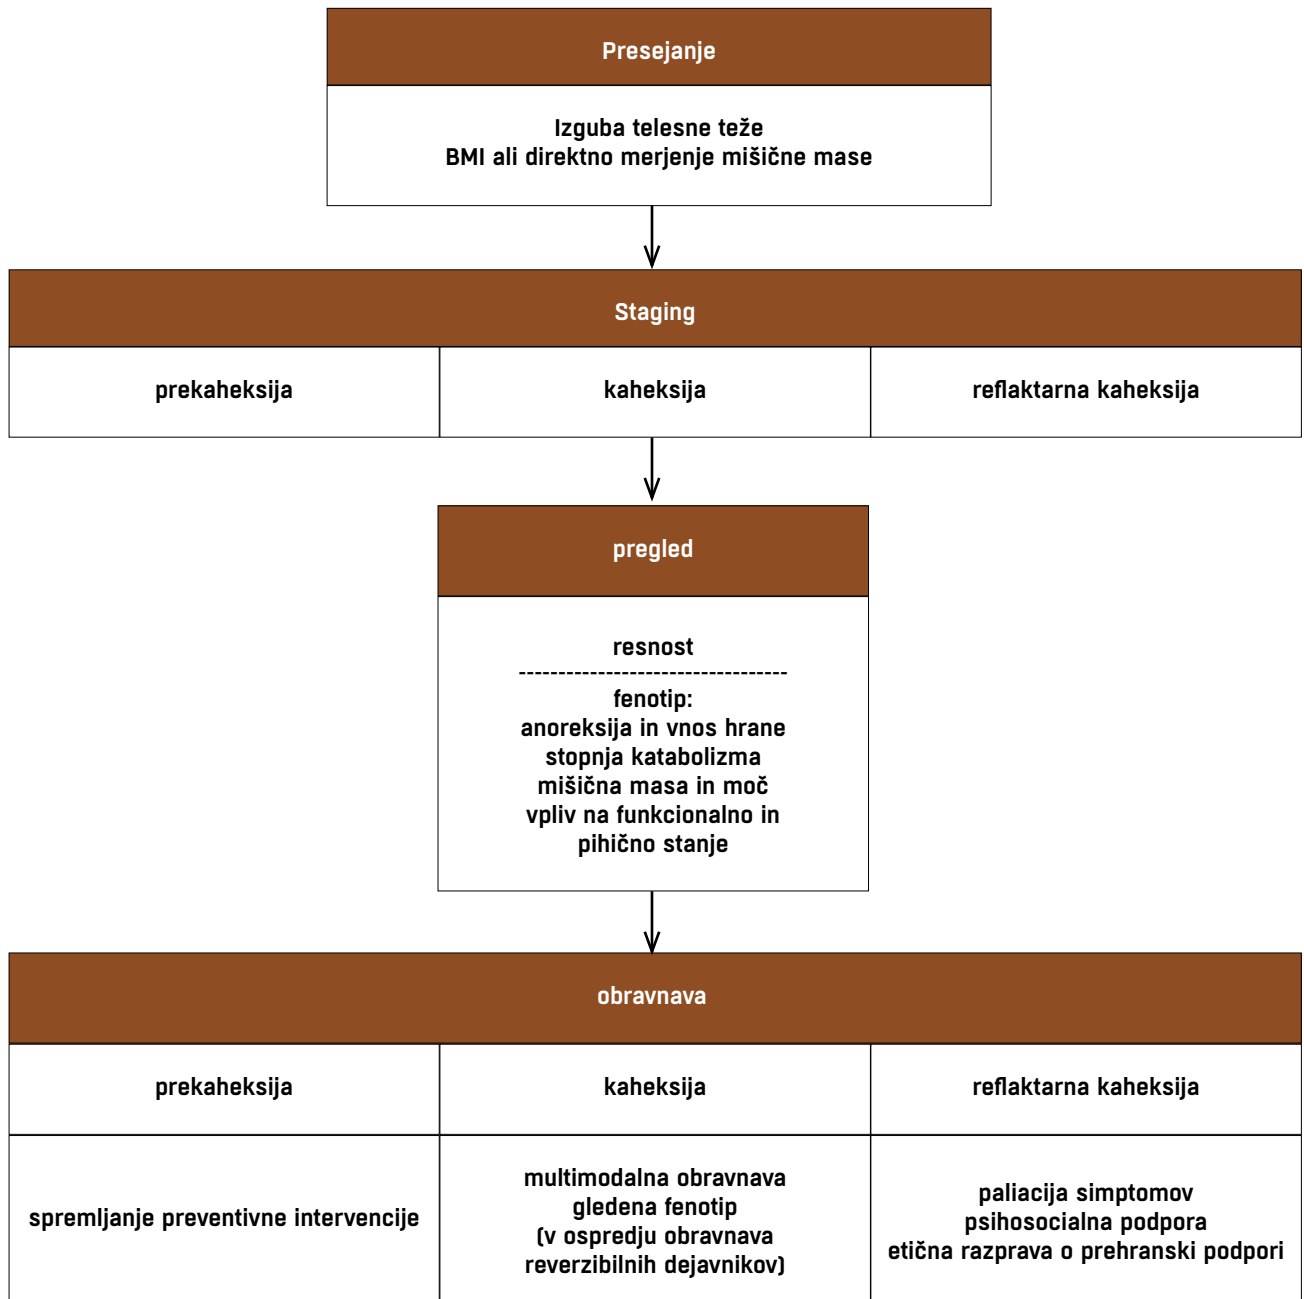 Presejanje
Izguba telesne teže
BMI ali direktno merjenje mišične mase
Staging
prekaheksija
kaheksija
reflaktarna kaheksija
pregled
resnost
----------------------------------
fenotip:
anoreksija in vnos hrane
stopnja katabolizma
mišična masa in moč
vpliv na funkcionalno in
pihično stanje
obravnava
prekaheksija
kaheksija
reflaktarna kaheksija
spremljanje preventivne intervencije
multimodalna obravnava
gledena fenotip
(v ospredju obravnava
reverzibilnih dejavnikov)
paliacija simptomov
psihosocialna podpora
etična razprava o prehranski podpori